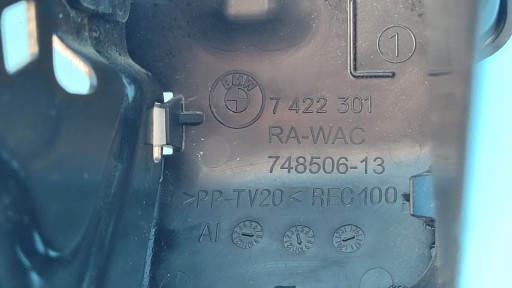 1
BMW
7 422 301
RA-WAC
748506-13
>PP-TV20< REC100
AI